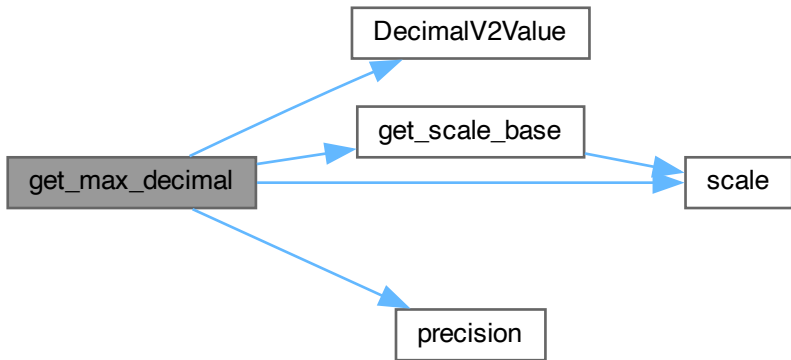 DecimalV2Value
get_scale_base
get_max_decimal
scale
precision